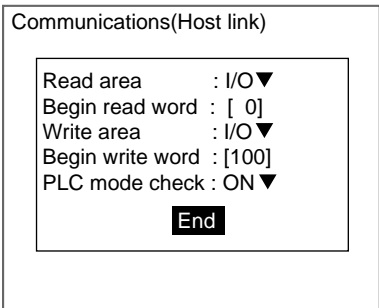 Communications(Host link)
Read area : I/O▼
Begin read word : [ 0]
Write area : I/O▼
Begin write word : [100]
PLC mode check : ON▼
End